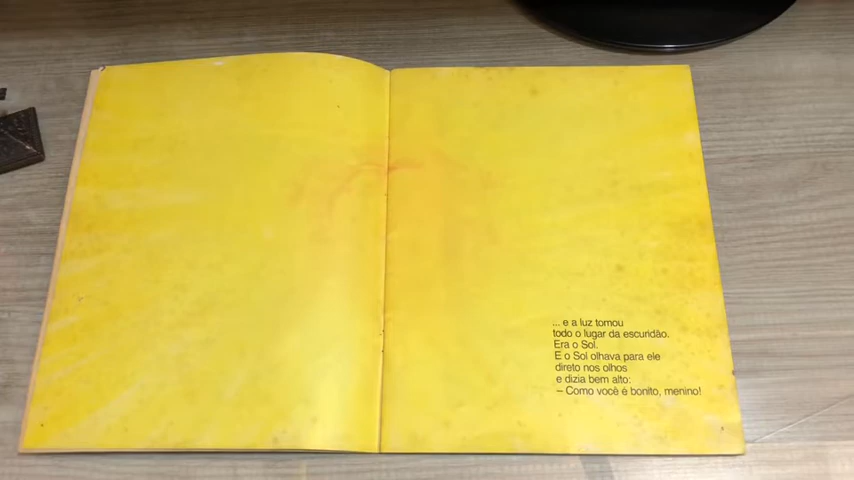 ... e a luz tomou
todo o lugar da escuridão.
Era o Sol.
E o Sol olhava para ele
direto nos olhos
e dizia bem alto:
– Como você é bonito, menino!